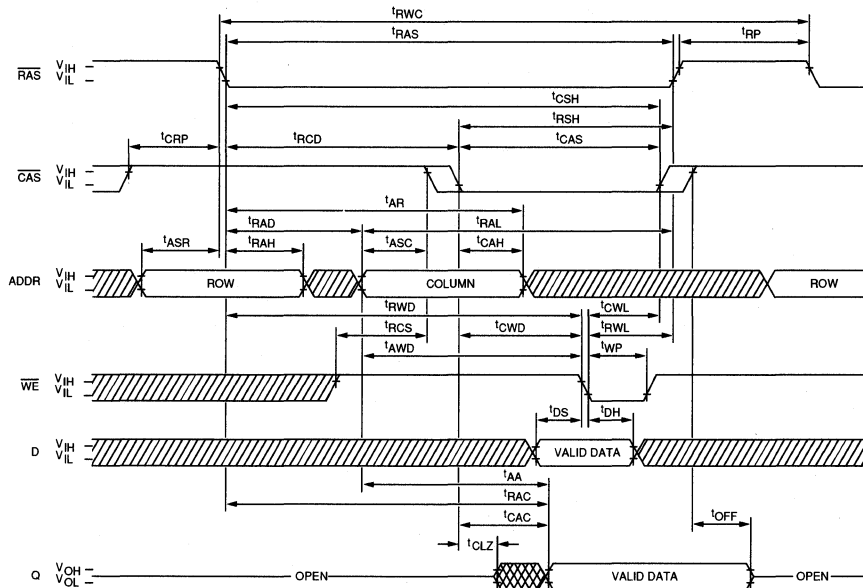 tRWC
tRAS tRP
RAS VIH
VIL
tCSH
tRSH
tCRP tRCD tCAS
CAS VIH
VIL
tAR
tRAD tRAL
tASR tRAH tASC tCAH
ADDR VIH ROW COLUMN ROW
VIL
tRWD tCWL
tRCS tCWD tRWL
tAWD tWP
WE VIH
VIL
tDS tDH
D VIH VALID DATA
VIL
tAA
tRAC
tCAC tOFF
tCLZ
Q VOH OPEN VALID DATA OPEN
VOL